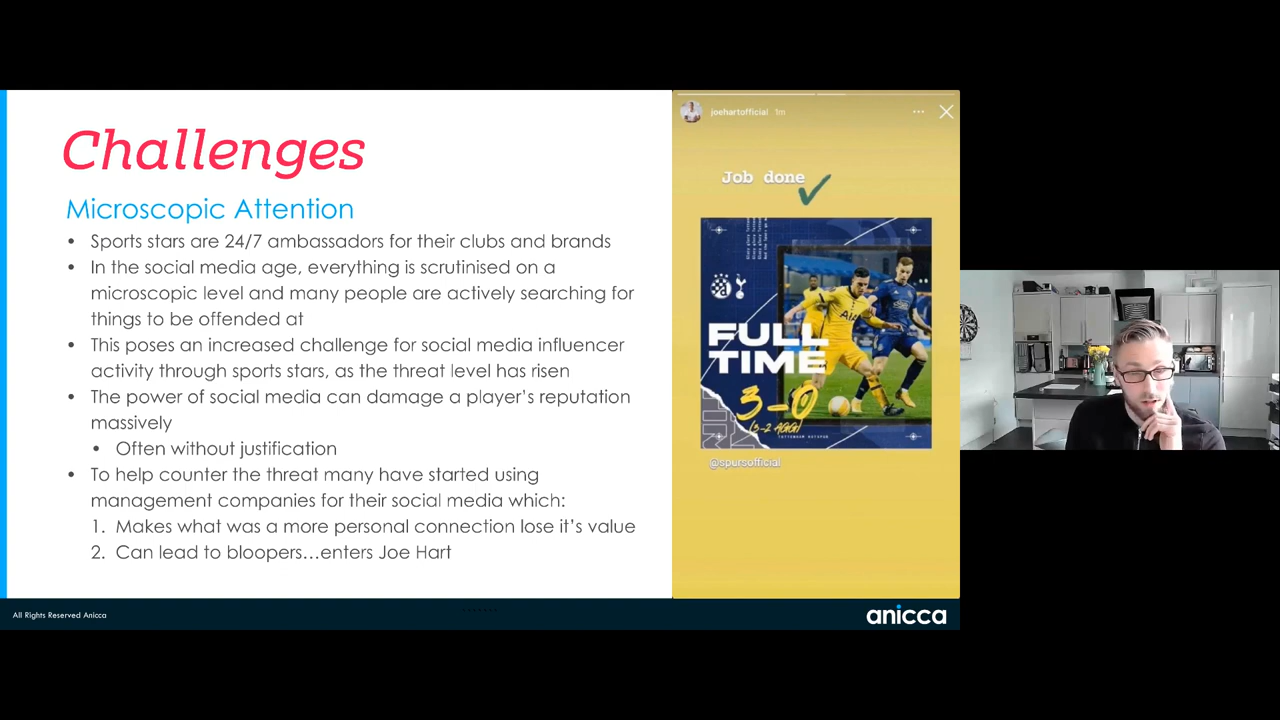 Challenges
Microscopic Attention
• Sports stars are 24/7 ambassadors for their clubs and brands
• In the social media age, everything is scrutinised on a
microscopic level and many people are actively searching for
things to be offended at
• This poses an increased challenge for social media influencer
activity through sports stars, as the threat level has risen
• The power of social media can damage a player's reputation
massively
• Often without justification
• To help counter the threat many have started using
management companies for their social media which:
1. Makes what was a more personal connection lose it's value
2. Can lead to bloopers...enters Joe Hart
joehartofficial 1m
Job done
AIA
FULL
TIME
3-0
(3-2 AGG)
TOTTENHAM HOTSPUR
@spursofficial
All Rights Reserved Anicca
anicca